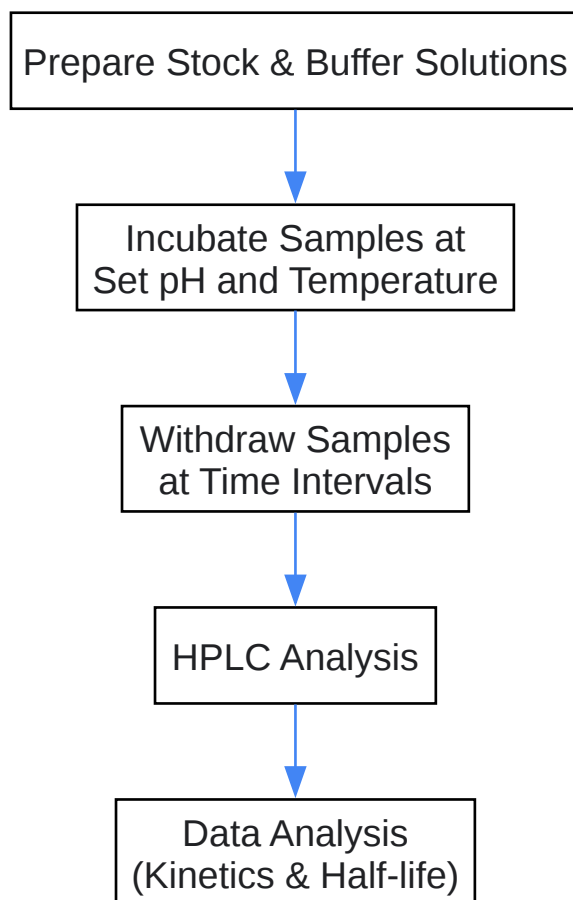 Prepare Stock & Buffer Solutions
Incubate Samples at
Set pH and Temperature
Withdraw Samples
at Time Intervals
HPLC Analysis
Data Analysis
(Kinetics & Half-life)